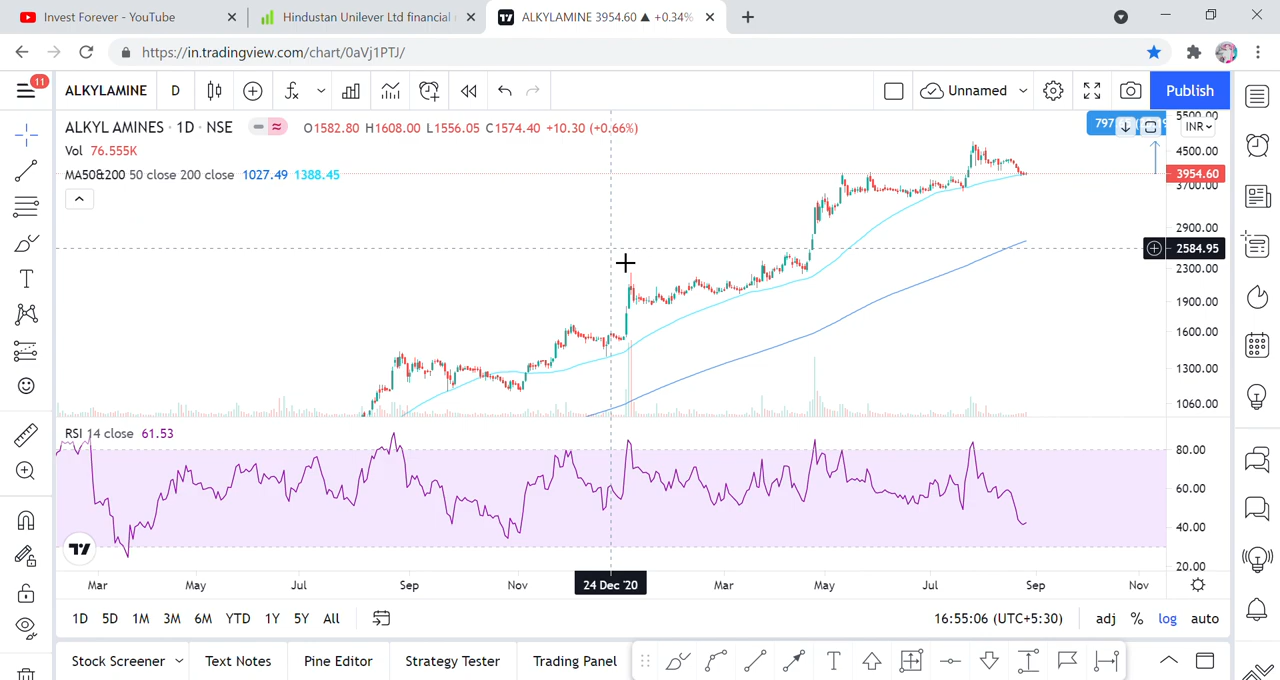 Invest Forever - YouTube
Hindustan Unilever Ltd financial
ALKYLAMINE 3954.60 ▲ +0.34%
https://in.tradingview.com/chart/0aVj1PTJ/
11
ALKYLAMINE D
Unnamed
Publish
ALKYL AMINES · 1D · NSE
O1582.80 H1608.00 L1556.05 C1574.40 +10.30 (+0.66%)
Vol 76.555K
MA50&200 50 close 200 close 1027.49 1388.45
INR
5500.00
4500.00
3954.60
3700.00
2900.00
2584.95
2300.00
1900.00
1600.00
1300.00
1060.00
RSI 14 close 61.53
80.00
60.00
40.00
20.00
Mar May Jul Sep Nov 24 Dec '20 Mar May Jul Sep Nov
1D 5D 1M 3M 6M YTD 1Y 5Y All
16:55:06 (UTC+5:30) adj % log auto
Stock Screener Text Notes Pine Editor Strategy Tester Trading Panel